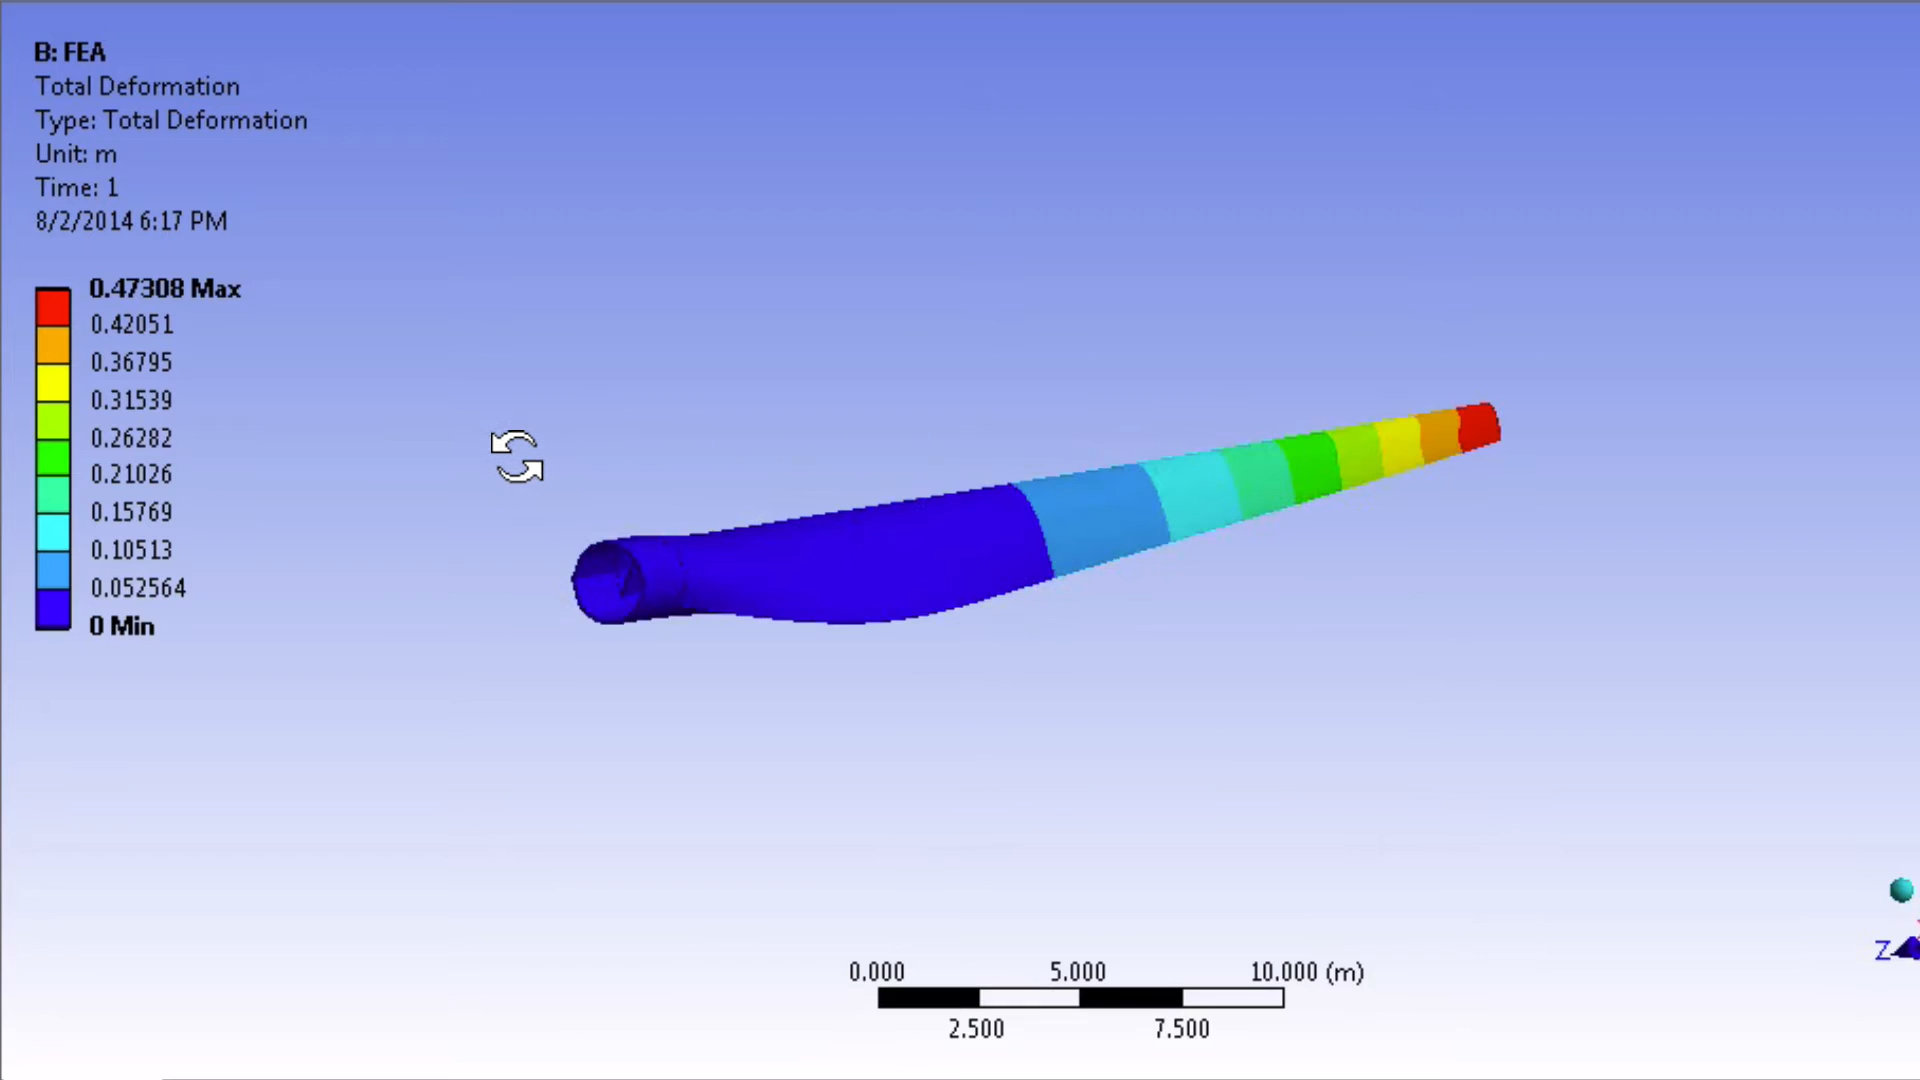 B: FEA
Total Deformation
Type: Total Deformation
Unit: m
Time: 1
8/2/2014 6:17 PM
0.47308 Max
0.42051
0.36795
0.31539
0.26282
0.21026
0.15769
0.10513
0.052564
0 Min
Z
0.000 5.000 10.000 (m)
2.500 7.500